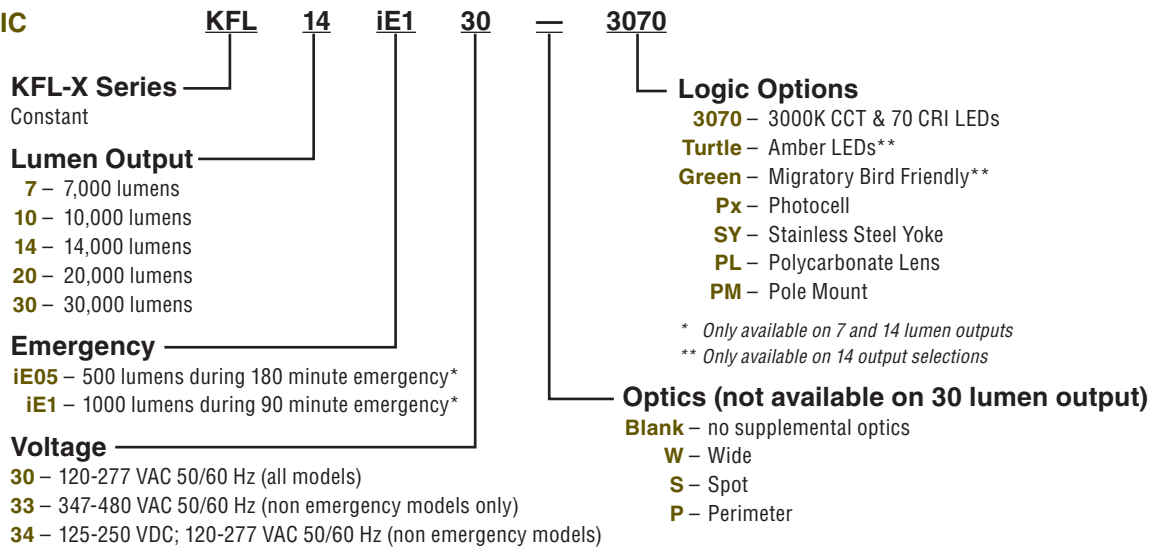 IC KFL 14 iE1 30 — 3070
KFL-X Series
Constant
Lumen Output
7 – 7,000 lumens
10 – 10,000 lumens
14 – 14,000 lumens
20 – 20,000 lumens
30 – 30,000 lumens
Emergency
iE05 – 500 lumens during 180 minute emergency*
iE1 – 1000 lumens during 90 minute emergency*
Voltage
30 – 120-277 VAC 50/60 Hz (all models)
33 – 347-480 VAC 50/60 Hz (non emergency models only)
34 – 125-250 VDC; 120-277 VAC 50/60 Hz (non emergency models)
Logic Options
3070 – 3000K CCT & 70 CRI LEDs
Turtle – Amber LEDs**
Green – Migratory Bird Friendly**
Px – Photocell
SY – Stainless Steel Yoke
PL – Polycarbonate Lens
PM – Pole Mount
* Only available on 7 and 14 lumen outputs
** Only available on 14 output selections
Optics (not available on 30 lumen output)
Blank – no supplemental optics
W – Wide
S – Spot
P – Perimeter